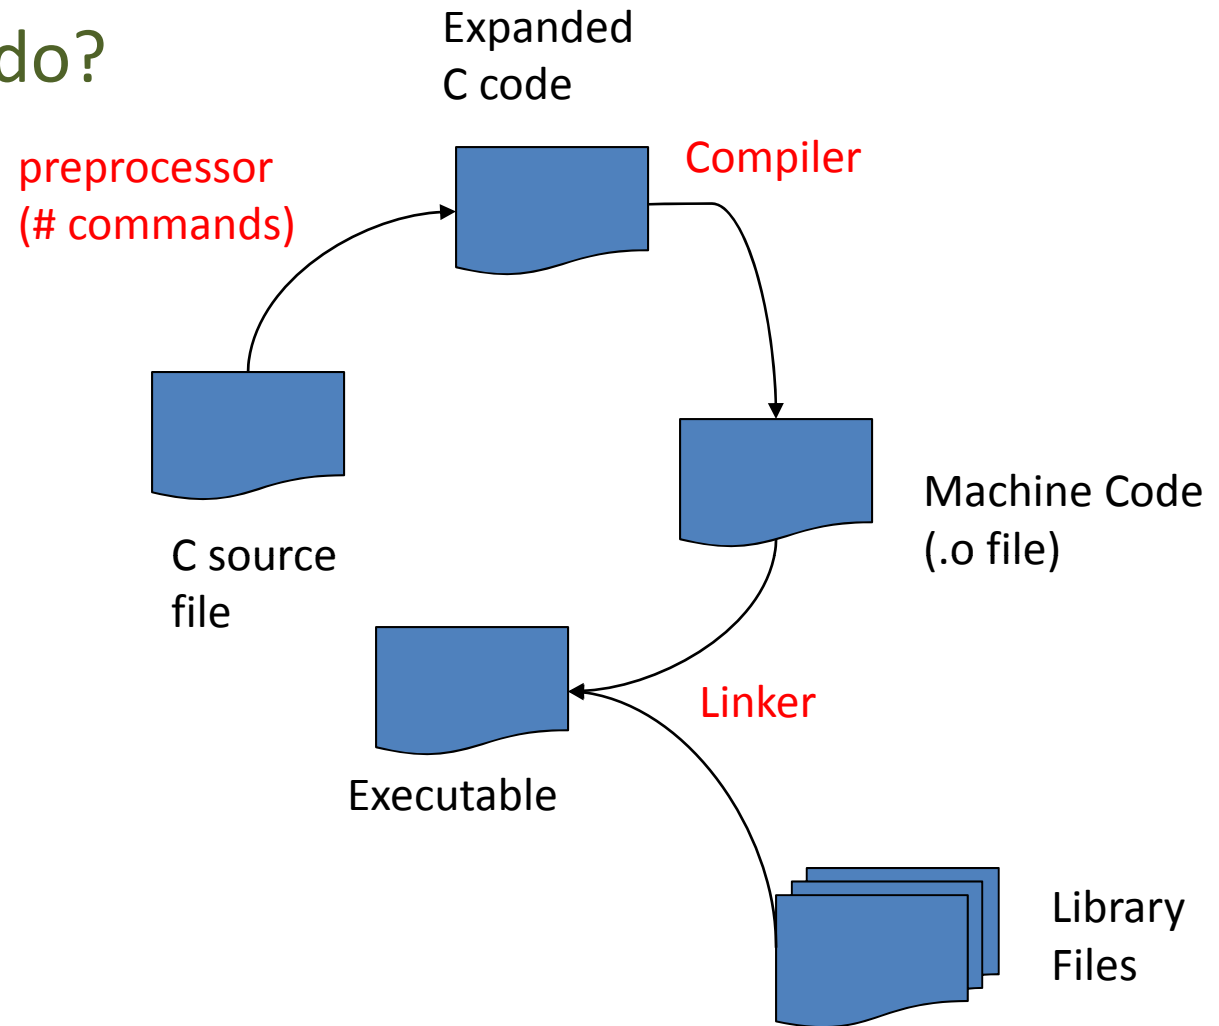 do?
Expanded
C code
preprocessor
(# commands)
Compiler
C source
file
Machine Code
(.o file)
Linker
Executable
Library
Files